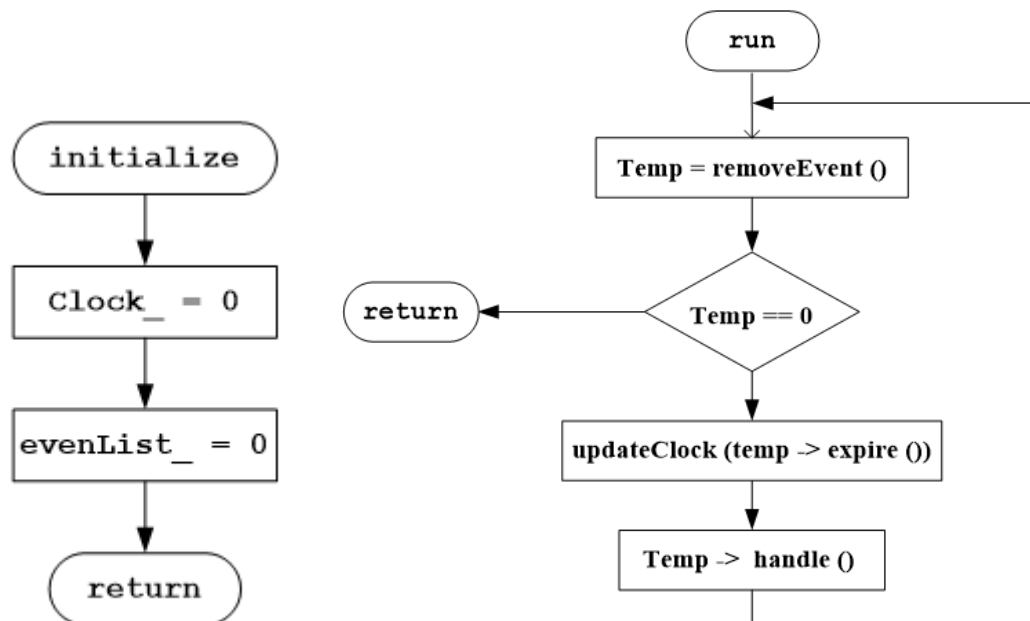 initialize
Clock_ = 0
evenList_ = 0
return
run
Temp = removeEvent ()
Temp == 0
return
updateClock (temp -> expire ())
Temp -> handle ()